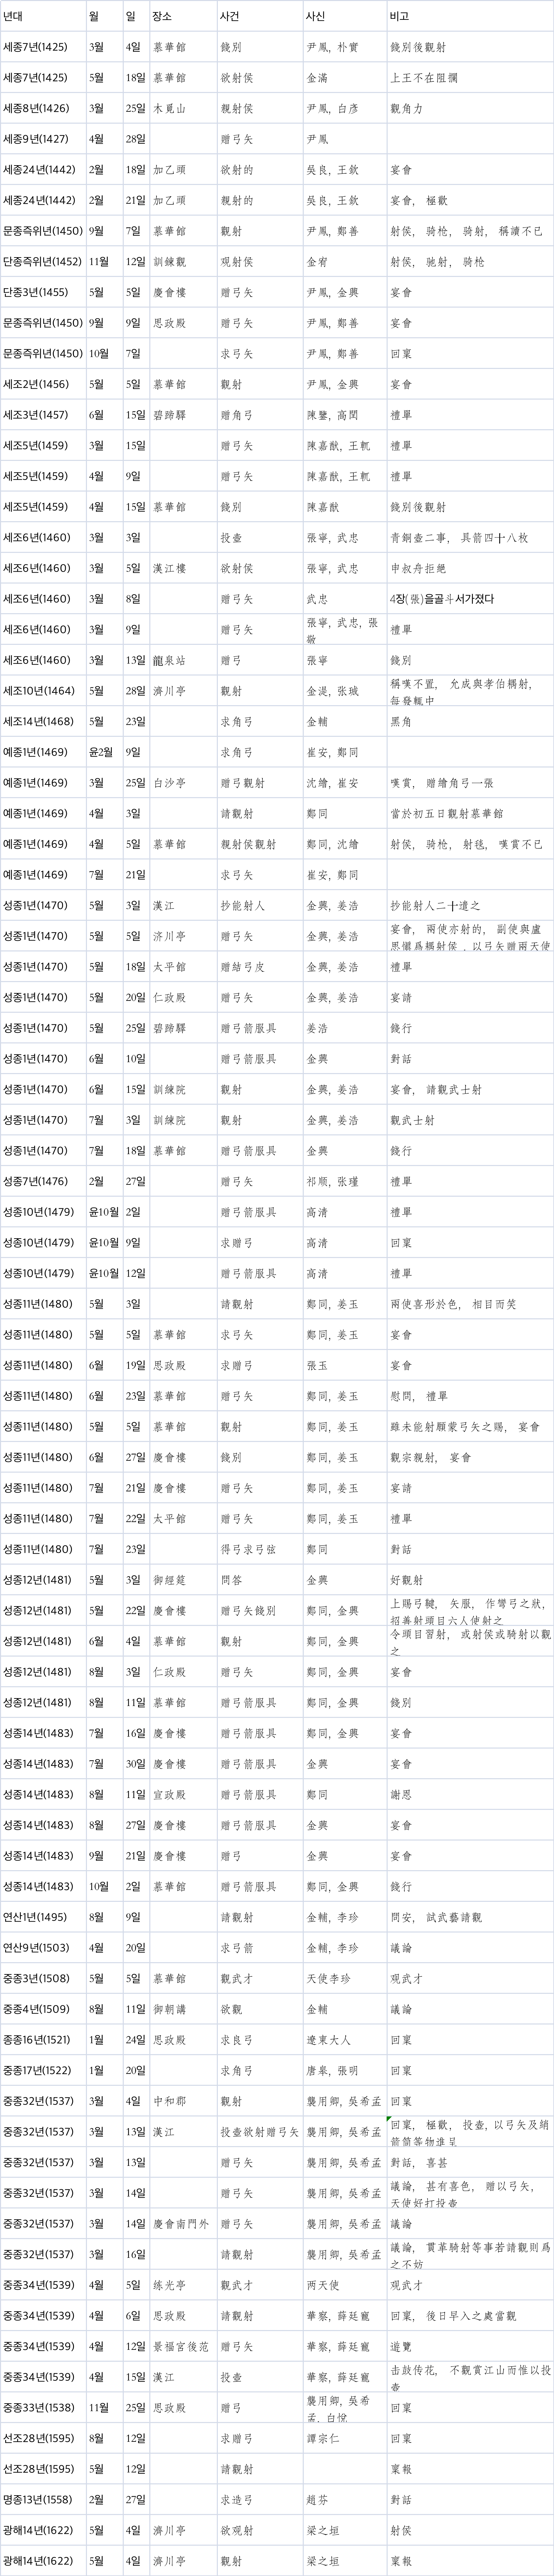 년대 月 일 장소 사건 사신 비고
세종7년(1425) 3월 4일 慕華館 餞別 尹鳳, 朴實 餞別後觀射
세종7년(1425) 5월 18일 慕華館 欲射侯 金滿 上王不在阻攔
세종8년(1426) 3월 25일 木覓山 親射侯 尹鳳, 白彥 觀角力
세종9년(1427) 4월 28일 贈弓矢 尹鳳
세종24년(1442) 2월 18일 加乙頭 欲射的 吳良, 王欽 宴會
세종24년(1442) 2월 21일 加乙頭 親射的 吳良, 王欽 宴會, 極歡
문종즉위년(1450) 9월 7일 慕華館 觀射 尹鳳, 鄭善 射侯, 騎槍, 騎射, 稱讀不已
단종즉위년(1452) 11월 12일 訓練觀 观射侯 金宥 射侯, 驰射, 騎枪
단종3년(1455) 5월 5일 慶會樓 贈弓矢 尹鳳, 金興 宴會
문종즉위년(1450) 9월 9일 思政殿 贈弓矢 尹鳳, 鄭善 宴會
문종즉위년(1450) 10월 7일 求弓矢 尹鳳, 鄭善 回稟
세조2년(1456) 5월 5일 慕華館 觀射 尹鳳, 金興 宴會
세조3년(1457) 6월 15일 碧蹄驛 贈角弓 陳鑒, 高閏 禮單
세조5년(1459) 3월 15일 贈弓矢 陳嘉猷, 王軏 禮單
세조5년(1459) 4월 9일 贈弓矢 陳嘉猷, 王軏 禮單
세조5년(1459) 4월 15일 慕華館 餞別 陳嘉猷 餞別後觀射
세조6년(1460) 3월 3일 投壺 張寧, 武忠 青銅壺二事, 具箭四十八枚
세조6년(1460) 3월 5일 漢江樓 欲射侯 張寧, 武忠 申叔舟拒絕
세조6년(1460) 3월 8일 贈弓矢 武忠 4장(張)을골斗서가졌다
세조6년(1460) 3월 9일 贈弓矢 張寧, 武忠, 張 禮單
敬
세조6년(1460) 3월 13일 龍泉站 贈弓 張寧 餞別
세조10년(1464) 5월 28일 濟川亭 觀射 金湜, 张珹 稱嘆不置, 允成與孝伯耦射,
每發輒中
세조14년(1468) 5월 23일 求角弓 金輔 黑角
예종1년(1469) 윤2월 9일 求角弓 崔安, 鄭同
예종1년(1469) 3월 25일 白沙亭 贈弓觀射 沈繪, 崔安 嘆賞, 贈繪角弓一張
예종1년(1469) 4월 3일 請觀射 鄭同 當於初五日觀射慕華館
예종1년(1469) 4월 5일 慕華館 親射侯觀射 鄭同, 沈繪 射侯, 騎枪, 射毬, 嘆賞不已
예종1년(1469) 7월 21일 求弓矢 崔安, 鄭同
성종1년(1470) 5월 3일 漢江 抄能射人 金興, 姜浩 抄能射人二十遣之
성종1년(1470) 5월 5일 济川亭 贈弓矢 金興, 姜浩 宴會, 兩使亦射的, 副使與盧
思愼爲耦射侯 , 以弓矢贈兩天使
성종1년(1470) 5월 18일 太平館 贈結弓皮 金興, 姜浩 禮單
성종1년(1470) 5월 20일 仁政殿 贈弓矢 金興, 姜浩 宴請
성종1년(1470) 5월 25일 碧蹄驛 贈弓箭服具 姜浩 餞行
성종1년(1470) 6월 10일 贈弓箭服具 金興 對話
성종1년(1470) 6월 15일 訓練院 觀射 金興, 姜浩 宴會, 請觀武士射
성종1년(1470) 7월 3일 訓練院 觀射 金興, 姜浩 觀武士射
성종1년(1470) 7월 18일 慕華館 贈弓箭服具 金興 餞行
성종7년(1476) 2월 27일 贈弓矢 祁顺, 张瑾 禮單
성종10년(1479) 윤10월 2일 贈弓箭服具 高清 禮單
성종10년(1479) 윤10월 9일 求贈弓 高清 回稟
성종10년(1479) 윤10월 12일 贈弓箭服具 高清 禮單
성종11년(1480) 5월 3일 請觀射 鄭同, 姜玉 兩使喜形於色, 相目而笑
성종11년(1480) 5월 5일 慕華館 求弓矢 鄭同, 姜玉 宴會
성종11년(1480) 6월 19일 思政殿 求贈弓 張玉 宴會
성종11년(1480) 6월 23일 慕華館 贈弓矢 鄭同, 姜玉 慰問, 禮單
성종11년(1480) 5월 5일 慕華館 觀射 鄭同, 姜玉 雖未能射願蒙弓矢之賜, 宴會
성종11년(1480) 6월 27일 慶會樓 餞別 鄭同, 姜玉 觀宗親射, 宴會
성종11년(1480) 7월 21일 慶會樓 贈弓矢 鄭同, 姜玉 宴請
성종11년(1480) 7월 22일 太平館 贈弓矢 鄭同, 姜玉 禮單
성종11년(1480) 7월 23일 得弓求弓弦 鄭同 對話
성종12년(1481) 5월 3일 御經筵 問答 金興 好觀射
성종12년(1481) 5월 22일 慶會樓 贈弓矢餞別 鄭同, 金興 上賜弓鞬, 矢服, 作彎弓之狀,
招善射頭目六人使射之
성종12년(1481) 6월 4일 慕華館 觀射 鄭同, 金興 令頭目習射, 或射侯或騎射以觀
之
성종12년(1481) 8월 3일 仁政殿 贈弓矢 鄭同, 金興 宴會
성종12년(1481) 8월 11일 慕華館 贈弓箭服具 鄭同, 金興 餞別
성종14년(1483) 7월 16일 慶會樓 贈弓箭服具 鄭同, 金興 宴會
성종14년(1483) 7월 30일 慶會樓 贈弓箭服具 金興 宴會
성종14년(1483) 8월 11일 宣政殿 贈弓箭服具 鄭同 謝恩
성종14년(1483) 8월 27일 慶會樓 贈弓箭服具 金興 宴會
성종14년(1483) 9월 21일 慶會樓 贈弓 金興 宴會
성종14년(1483) 10월 2일 慕華館 贈弓箭服具 鄭同, 金興 餞行
연산1년(1495) 8월 9일 請觀射 金輔, 李珍 問安, 試武藝請觀
연산9년(1503) 4월 20일 求弓箭 金輔, 李珍 議論
중종3년(1508) 5월 5일 慕華館 觀武才 天使李珍 观武才
중종4년(1509) 8월 11일 御朝講 欲觀 金輔 議論
종종16년(1521) 1월 24일 思政殿 求良弓 遼東大人 回稟
중종17년(1522) 1월 20일 求角弓 唐皋, 張明 回稟
중종32년(1537) 3월 4일 中和郡 觀射 龔用卿, 吳希孟 回稟
중종32년(1537) 3월 13일 漢江 投壺欲射贈弓矢 龔用卿, 吳希孟 回稟, 極歡, 投壺, 以弓矢及綃
箭筒等物進呈
중종32년(1537) 3월 13일 贈弓矢 龔用卿, 吳希孟 對話, 喜甚
중종32년(1537) 3월 14일 贈弓矢 龔用卿, 吳希孟 議論, 甚有喜色, 贈以弓矢,
天使好打投壺
중종32년(1537) 3월 14일 慶會南門外 贈弓矢 龔用卿, 吳希孟 議論
중종32년(1537) 3월 16일 請觀射 龔用卿, 吳希孟 議論, 貫革騎射等事若請觀則爲
之不妨
중종34년(1539) 4월 5일 练光亭 觀武才 两天使 观武才
중종34년(1539) 4월 6일 思政殿 請觀射 華察, 薛廷寵 回稟, 後日早入之處當觀
중종34년(1539) 4월 12일 景福宮後苑 贈弓矢 華察, 薛廷寵 遊覽
중종34년(1539) 4월 15일 漢江 投壺 華察, 薛廷寵 击鼓传花, 不觀賞江山而惟以投
壺
중종33년(1538) 11월 25일 思政殿 贈弓 龔用卿, 吳希 回稟
孟, 白悅
선조28년(1595) 8월 12일 求贈弓 譚宗仁 回稟
선조28년(1595) 5월 12일 請觀射 稟報
명종13년(1558) 2월 27일 求造弓 趙芬 對話
광해14년(1622) 5월 4일 濟川亭 欲观射 梁之垣 射侯
광해14년(1622) 5월 4일 濟川亭 觀射 梁之垣 稟報